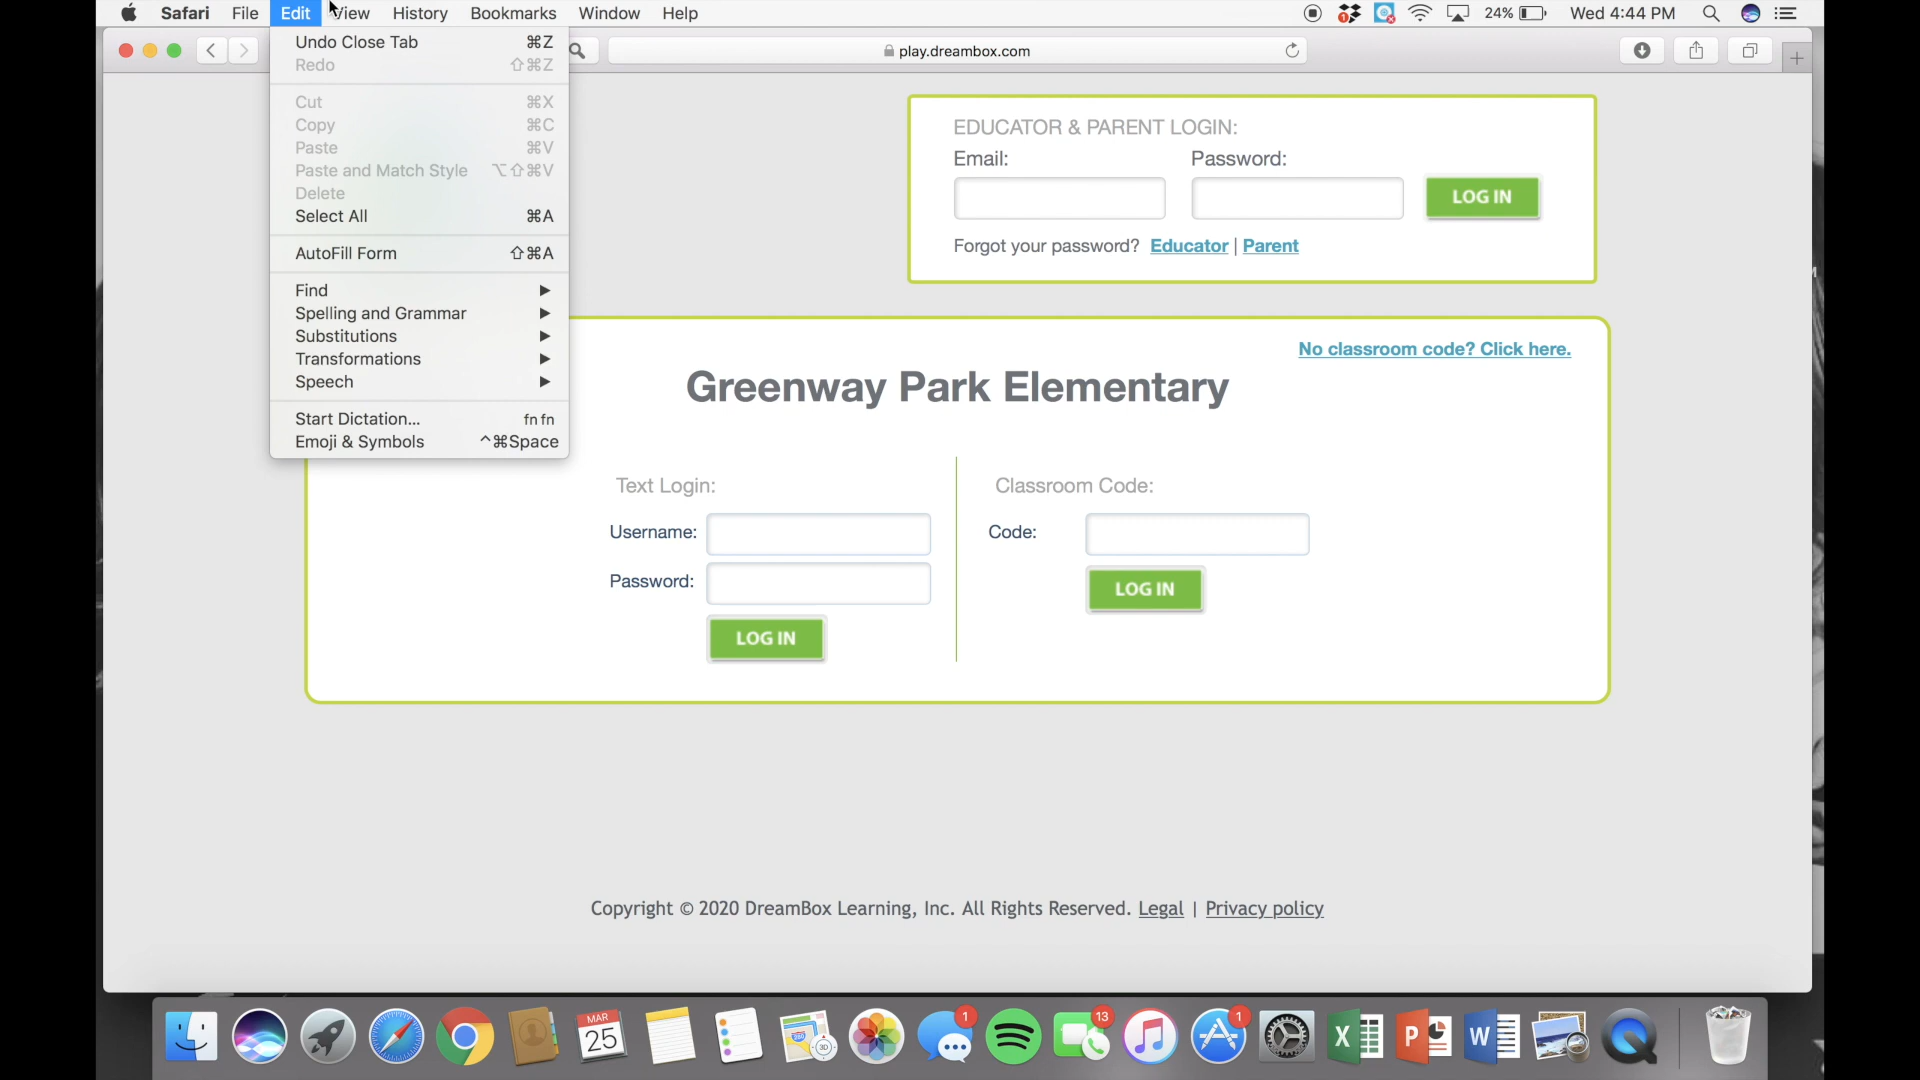 Safari File Edit View History Bookmarks Window Help 24% Wed 4:44 PM
play.dreambox.com
Undo Close Tab ⌘Z
Redo ⇧⌘Z
Cut ⌘X
Copy ⌘C
Paste ⌘V
Paste and Match Style ⌥⇧⌘V
Delete
Select All ⌘A
AutoFill Form ⇧⌘A
Find
Spelling and Grammar
Substitutions
Transformations
Speech
Start Dictation... fn fn
Emoji & Symbols ^⌘Space
EDUCATOR & PARENT LOGIN:
Email: Password:
LOG IN
Forgot your password? Educator | Parent
No classroom code? Click here.
Greenway Park Elementary
Text Login:
Username:
Password:
LOG IN
Classroom Code:
Code:
LOG IN
Copyright © 2020 DreamBox Learning, Inc. All Rights Reserved. Legal | Privacy policy
MAR
25
3D
1
13
1
X
P
W